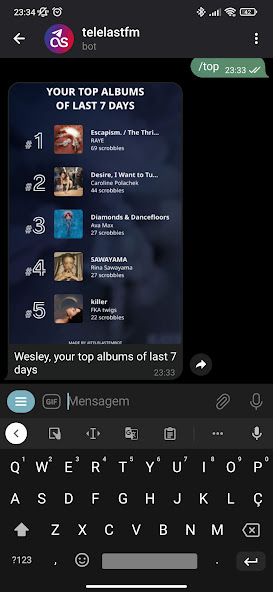 23:34
42
telelastfm
bot
/top
23:33
YOUR TOP ALBUMS
OF LAST 7 DAYS
#1
Escapism. / The Thri...
RAYE
69 scrobbles
#2
Desire, I Want to Tu...
Caroline Polachek
44 scrobbles
#3
Diamonds & Dancefloors
Ava Max
27 scrobbles
#4
SAWAYAMA
Rina Sawayama
27 scrobbles
#5
killer
FKA twigs
22 scrobbles
MADE BY @TELELASTFMBOT
Wesley, your top albums of last 7
days
23:33
GIF
Mensagem
Q W E R T Y U I O P
1 2 3 4 5 6 7 8 9 0
A S D F G H J K L Ç
Z X C V B N M
?123 , .